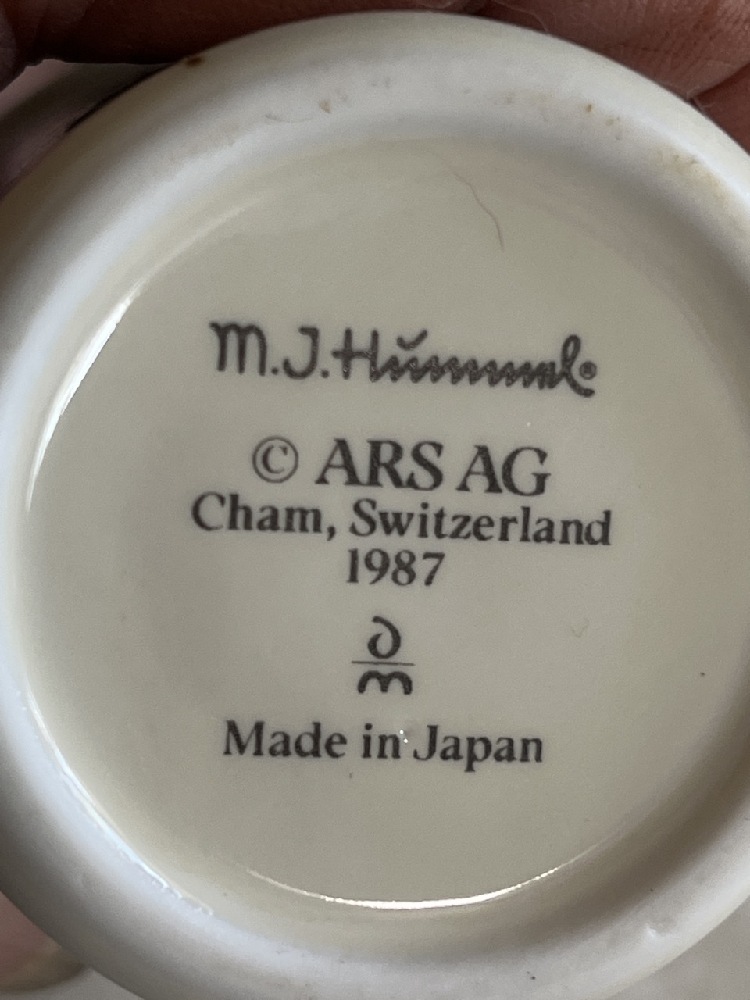 M.J. Hummel®
© ARS AG
Cham, Switzerland
1987
Made in Japan